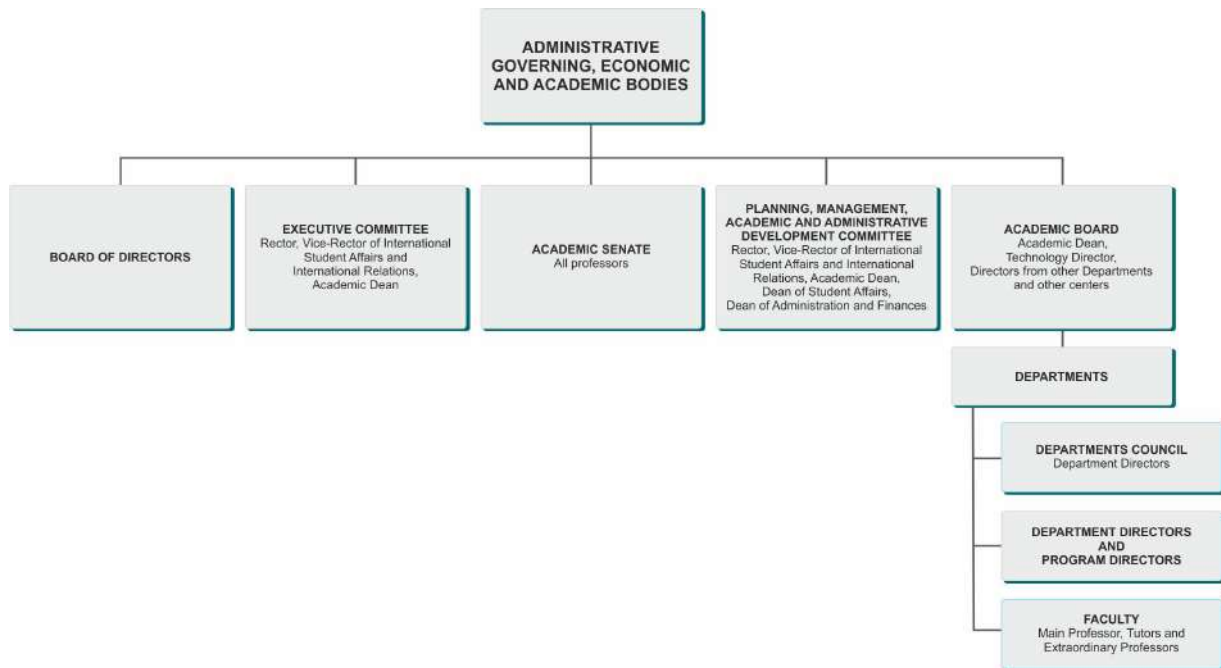 ADMINISTRATIVE
GOVERNING, ECONOMIC
AND ACADEMIC BODIES
BOARD OF DIRECTORS
EXECUTIVE COMMITTEE
Rector, Vice-Rector of International
Student Affairs and
International Relations,
Academic Dean
ACADEMIC SENATE
All professors
PLANNING, MANAGEMENT,
ACADEMIC AND ADMINISTRATIVE
DEVELOPMENT COMMITTEE
Rector, Vice-Rector of International
Student Affairs and International
Relations, Academic Dean,
Dean of Student Affairs,
Dean of Administration and Finances
ACADEMIC BOARD
Academic Dean,
Technology Director,
Directors from other Departments
and other centers
DEPARTMENTS
DEPARTMENTS COUNCIL
Department Directors
DEPARTMENT DIRECTORS
AND
PROGRAM DIRECTORS
FACULTY
Main Professor, Tutors and
Extraordinary Professors